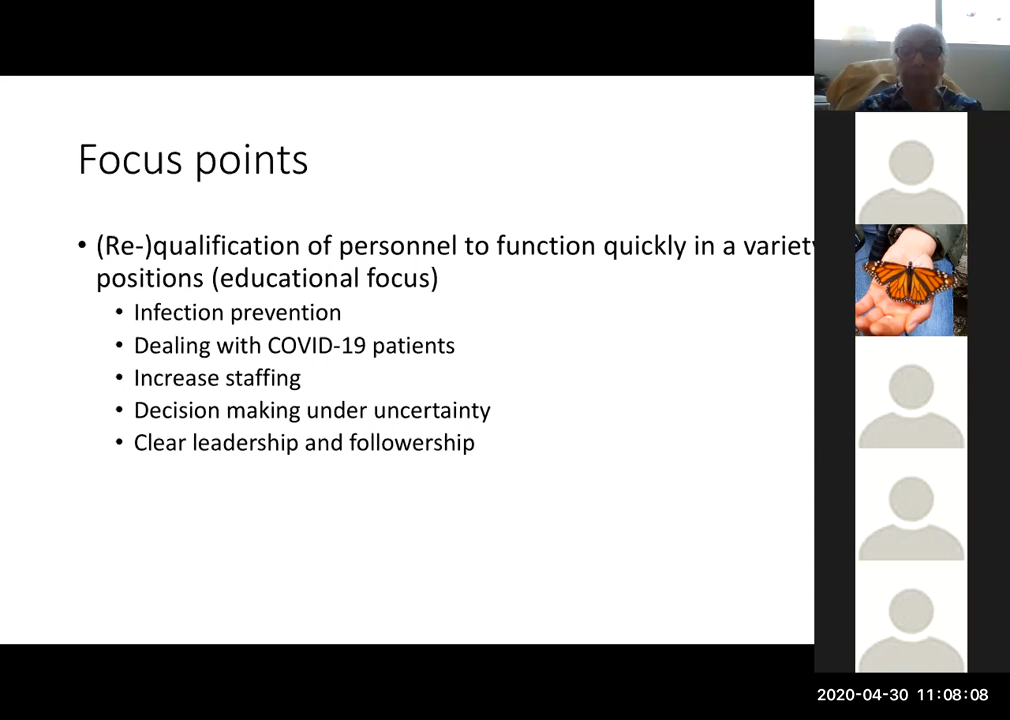 Focus points
• (Re-)qualification of personnel to function quickly in a variety
positions (educational focus)
• Infection prevention
• Dealing with COVID-19 patients
• Increase staffing
• Decision making under uncertainty
• Clear leadership and followership
2020-04-30 11:08:08